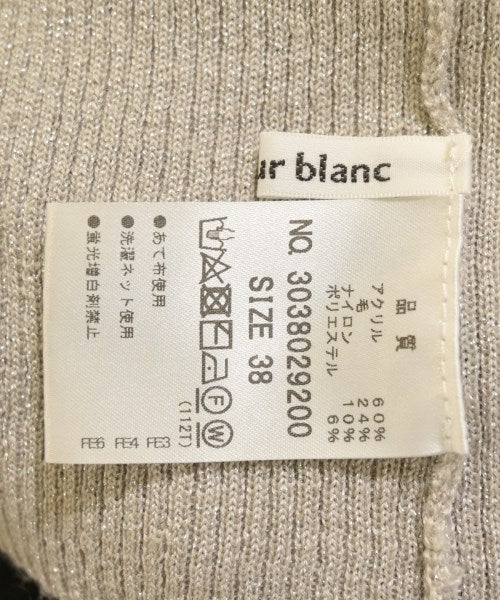 ur blanc
品質
アクリル 60%
毛 24%
ナイロン 10%
ポリエステル 6%
NO. 3038029200
SIZE 38
F W
(112T)
●あて布使用
●洗濯ネット使用
●蛍光増白剤禁止
FE6 FE4 FE3